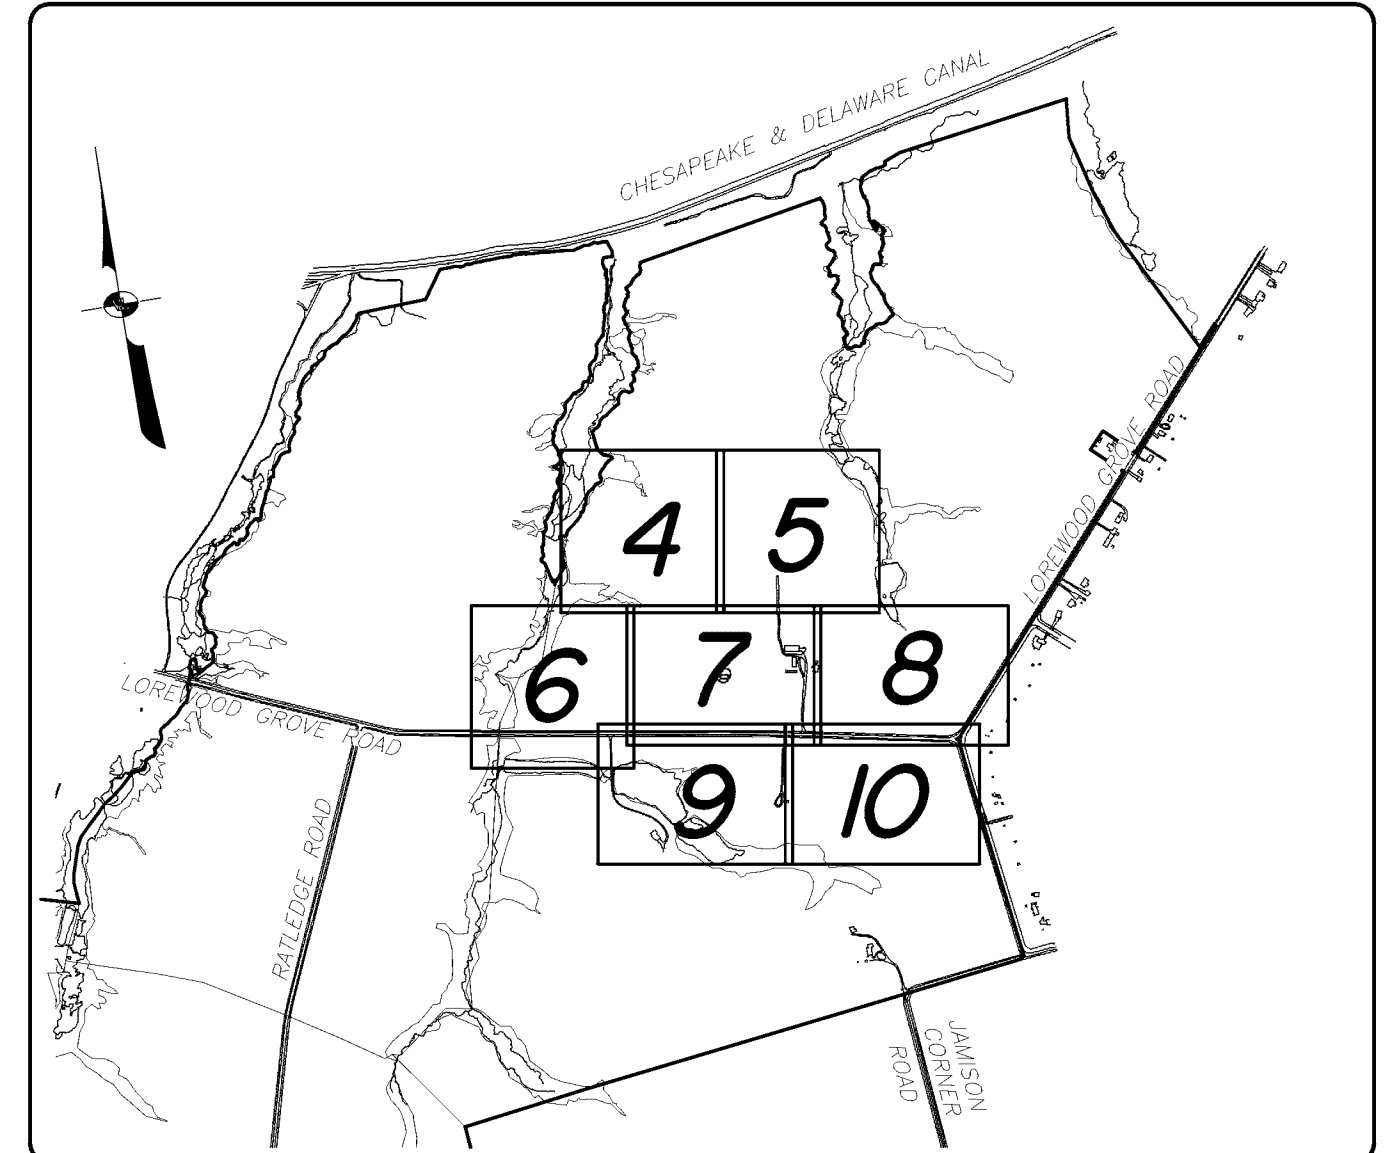 CHESAPEAKE & DELAWARE CANAL
LOREWOOD GROVE ROAD
4
5
6
7
8
LOREWOOD GROVE ROAD
9
10
RATLEDGE ROAD
JAMISON
CORNER
ROAD